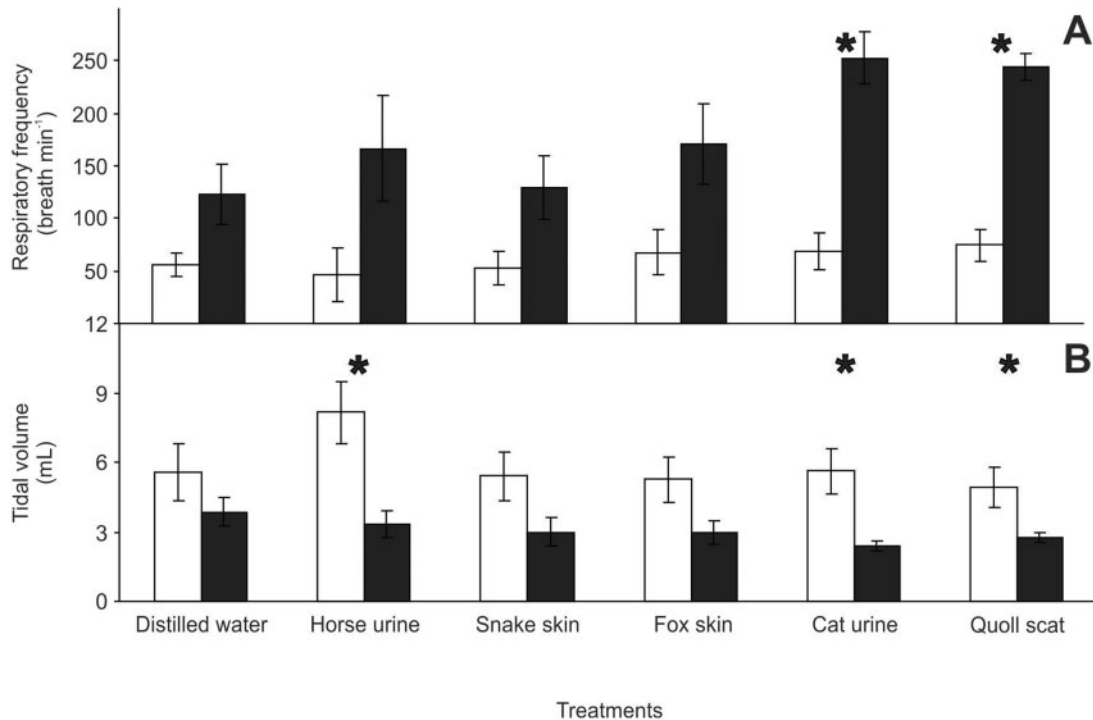 A
Respiratory frequency
(breath min⁻¹)
250
200
150
100
50
12
*
*
B
Tidal volume
(mL)
9
6
3
0
*
*
*
Distilled water
Horse urine
Snake skin
Fox skin
Cat urine
Quoll scat
Treatments